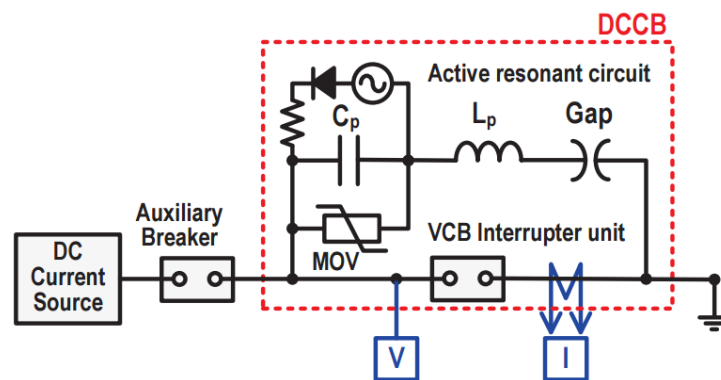 DCCB
Active resonant circuit
Cp
Lp
Gap
Auxiliary
Breaker
MOV
VCB Interrupter unit
DC
Current
Source
V
I